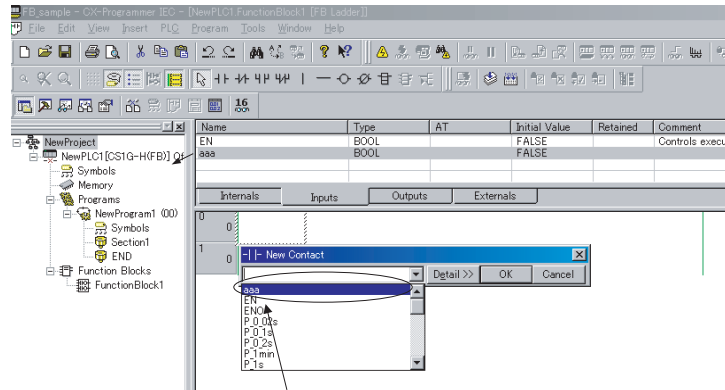 FB_sample - CX-Programmer IEC - [NewPLC1.FunctionBlock1 [FB Ladder]]
File Edit View Insert PLC Program Tools Window Help
16
Name Type AT Initial Value Retained Comment
EN BOOL FALSE Controls execu
aaa BOOL FALSE
Internals Inputs Outputs Externals
NewProject
NewPLC1[CS1G-H(FB)] Of
Symbols
Memory
Programs
NewProgram1 (00)
Symbols
Section1
END
Function Blocks
FunctionBlock1
0
0
1
0
-| |- New Contact
Detail >> OK Cancel
aaa
EN
ENO
P_0_02s
P_0_1s
P_0_2s
P_1min
P_1s